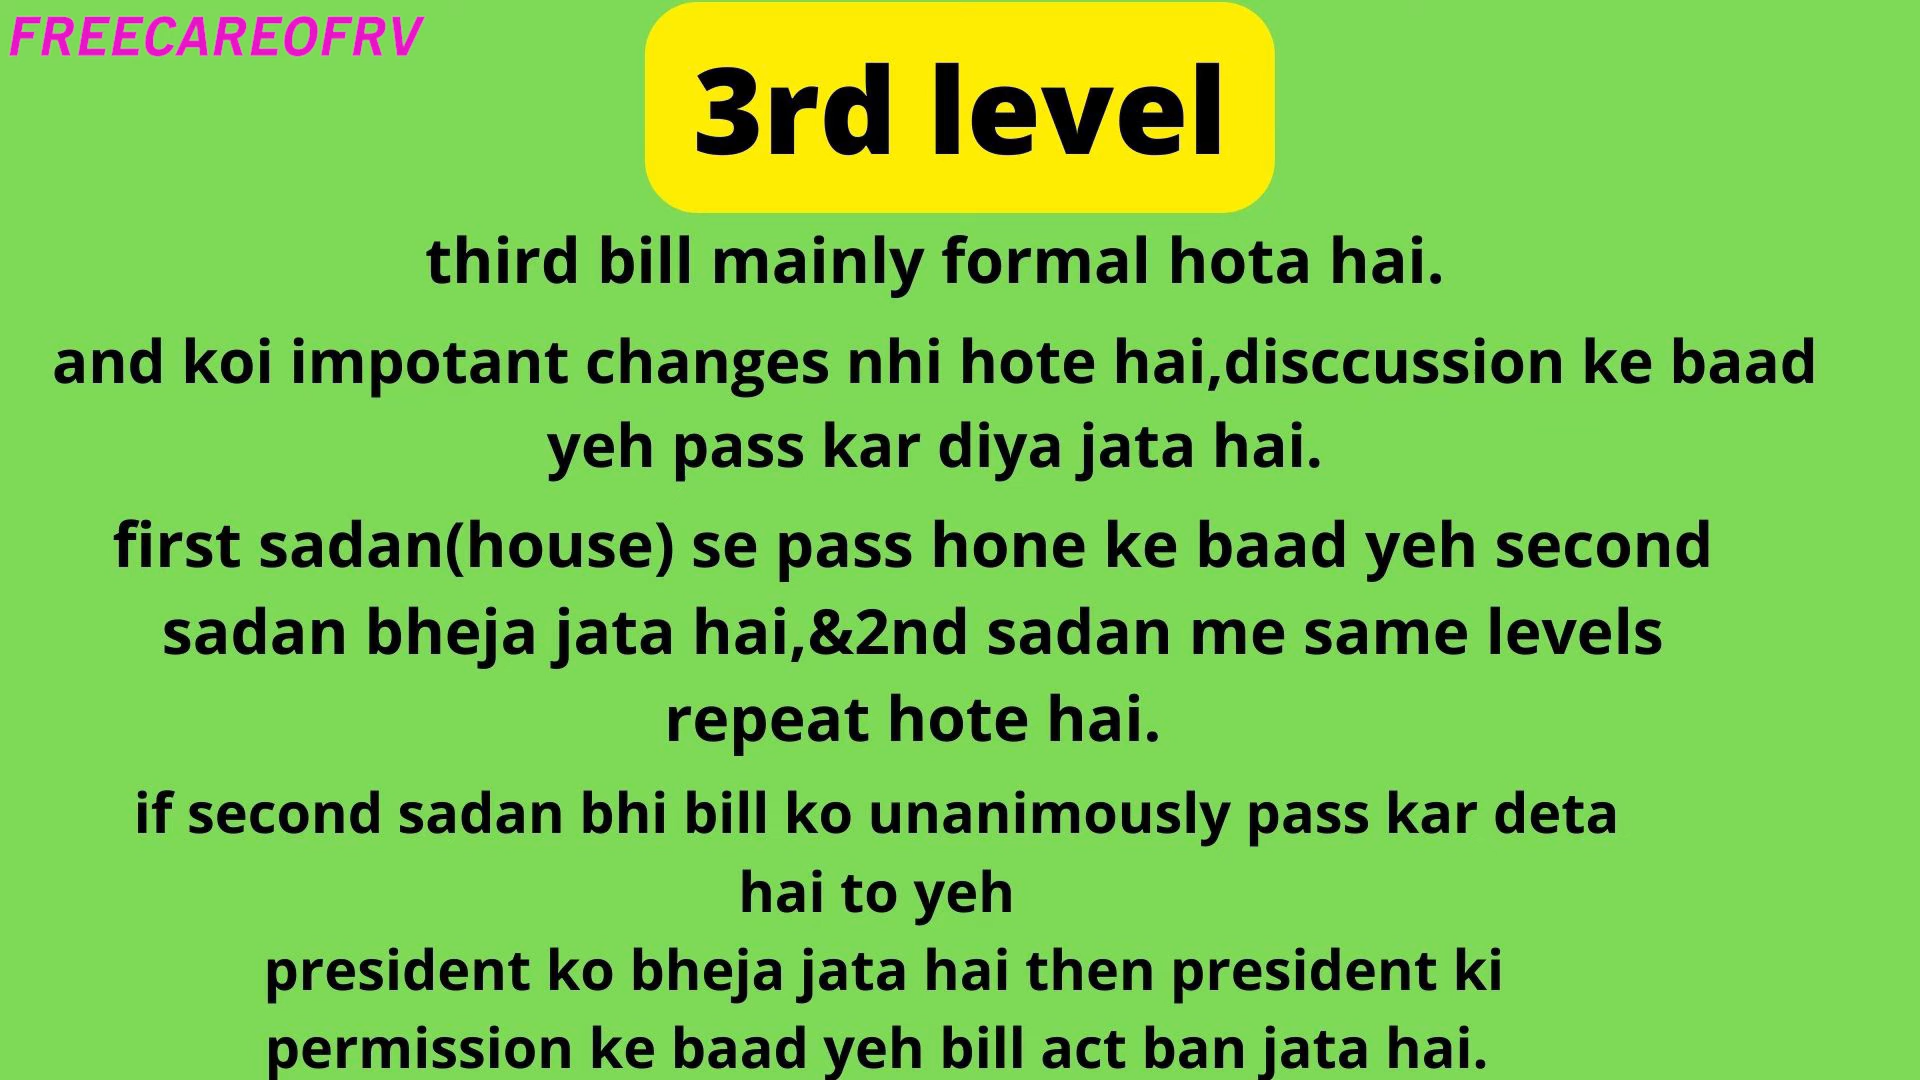 FREECAREOFRV
3rd level
third bill mainly formal hota hai.
and koi impotant changes nhi hote hai,disccussion ke baad
yeh pass kar diya jata hai.
first sadan(house) se pass hone ke baad yeh second
sadan bheja jata hai,&2nd sadan me same levels
repeat hote hai.
if second sadan bhi bill ko unanimously pass kar deta
hai to yeh
president ko bheja jata hai then president ki
permission ke baad yeh bill act ban jata hai.